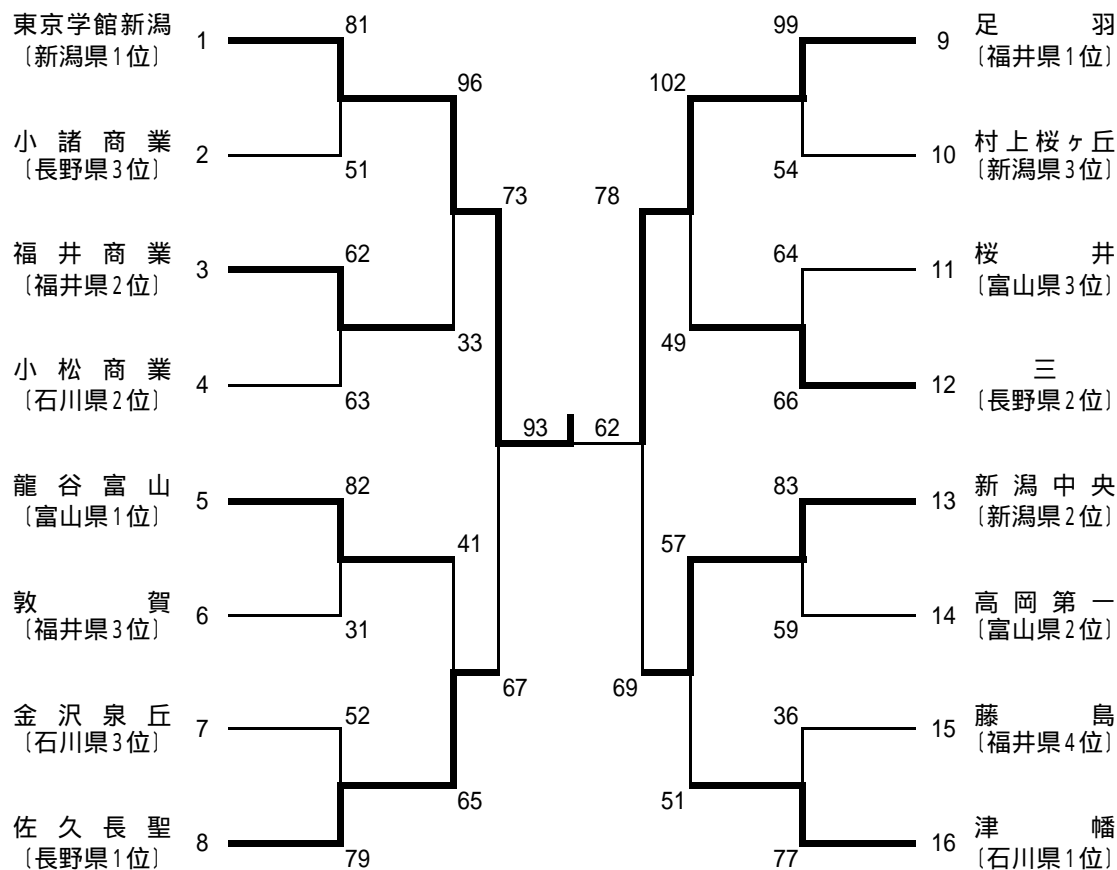 東京学館新潟
〔新潟県1位〕
1
81
小諸商業
〔長野県3位〕
2
51
96
福井商業
〔福井県2位〕
3
62
小松商業
〔石川県2位〕
4
63
33
73
龍谷富山
〔富山県1位〕
5
82
敦賀
〔福井県3位〕
6
31
41
金沢泉丘
〔石川県3位〕
7
52
佐久長聖
〔長野県1位〕
8
79
65
67
93
62
足羽
〔福井県1位〕
9
99
村上桜ヶ丘
〔新潟県3位〕
10
54
102
桜井
〔富山県3位〕
11
64
三
〔長野県2位〕
12
66
49
78
新潟中央
〔新潟県2位〕
13
83
高岡第一
〔富山県2位〕
14
59
57
藤島
〔福井県4位〕
15
36
津幡
〔石川県1位〕
16
77
51
69